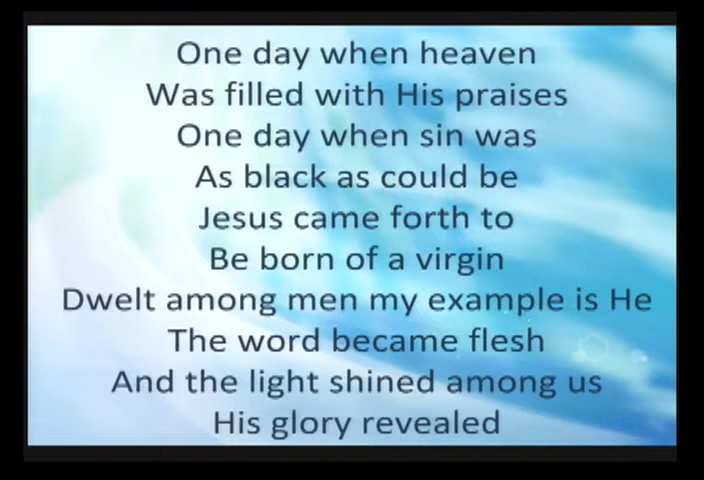 One day when heaven
Was filled with His praises
One day when sin was
As black as could be
Jesus came forth to
Be born of a virgin
Dwelt among men my example is He
The word became flesh
And the light shined among us
His glory revealed